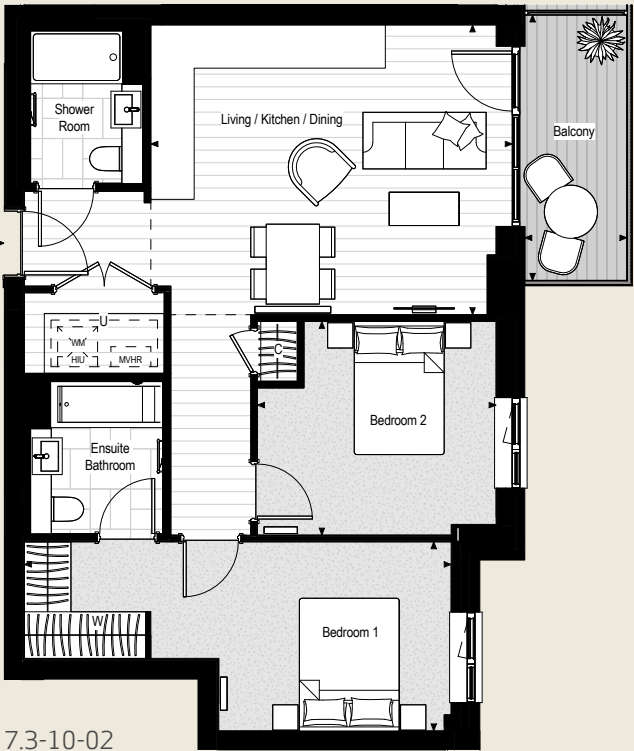 Shower
Room
Living / Kitchen / Dining
Balcony
U
WM
HIU
MVHR
C
Bedroom 2
Ensuite
Bathroom
W
Bedroom 1
7.3-10-02